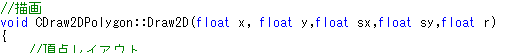 //描画
void CDraw2DPolygon::Draw2D(float x, float y,float sx,float sy,float r)
{
//頂点レイアウト